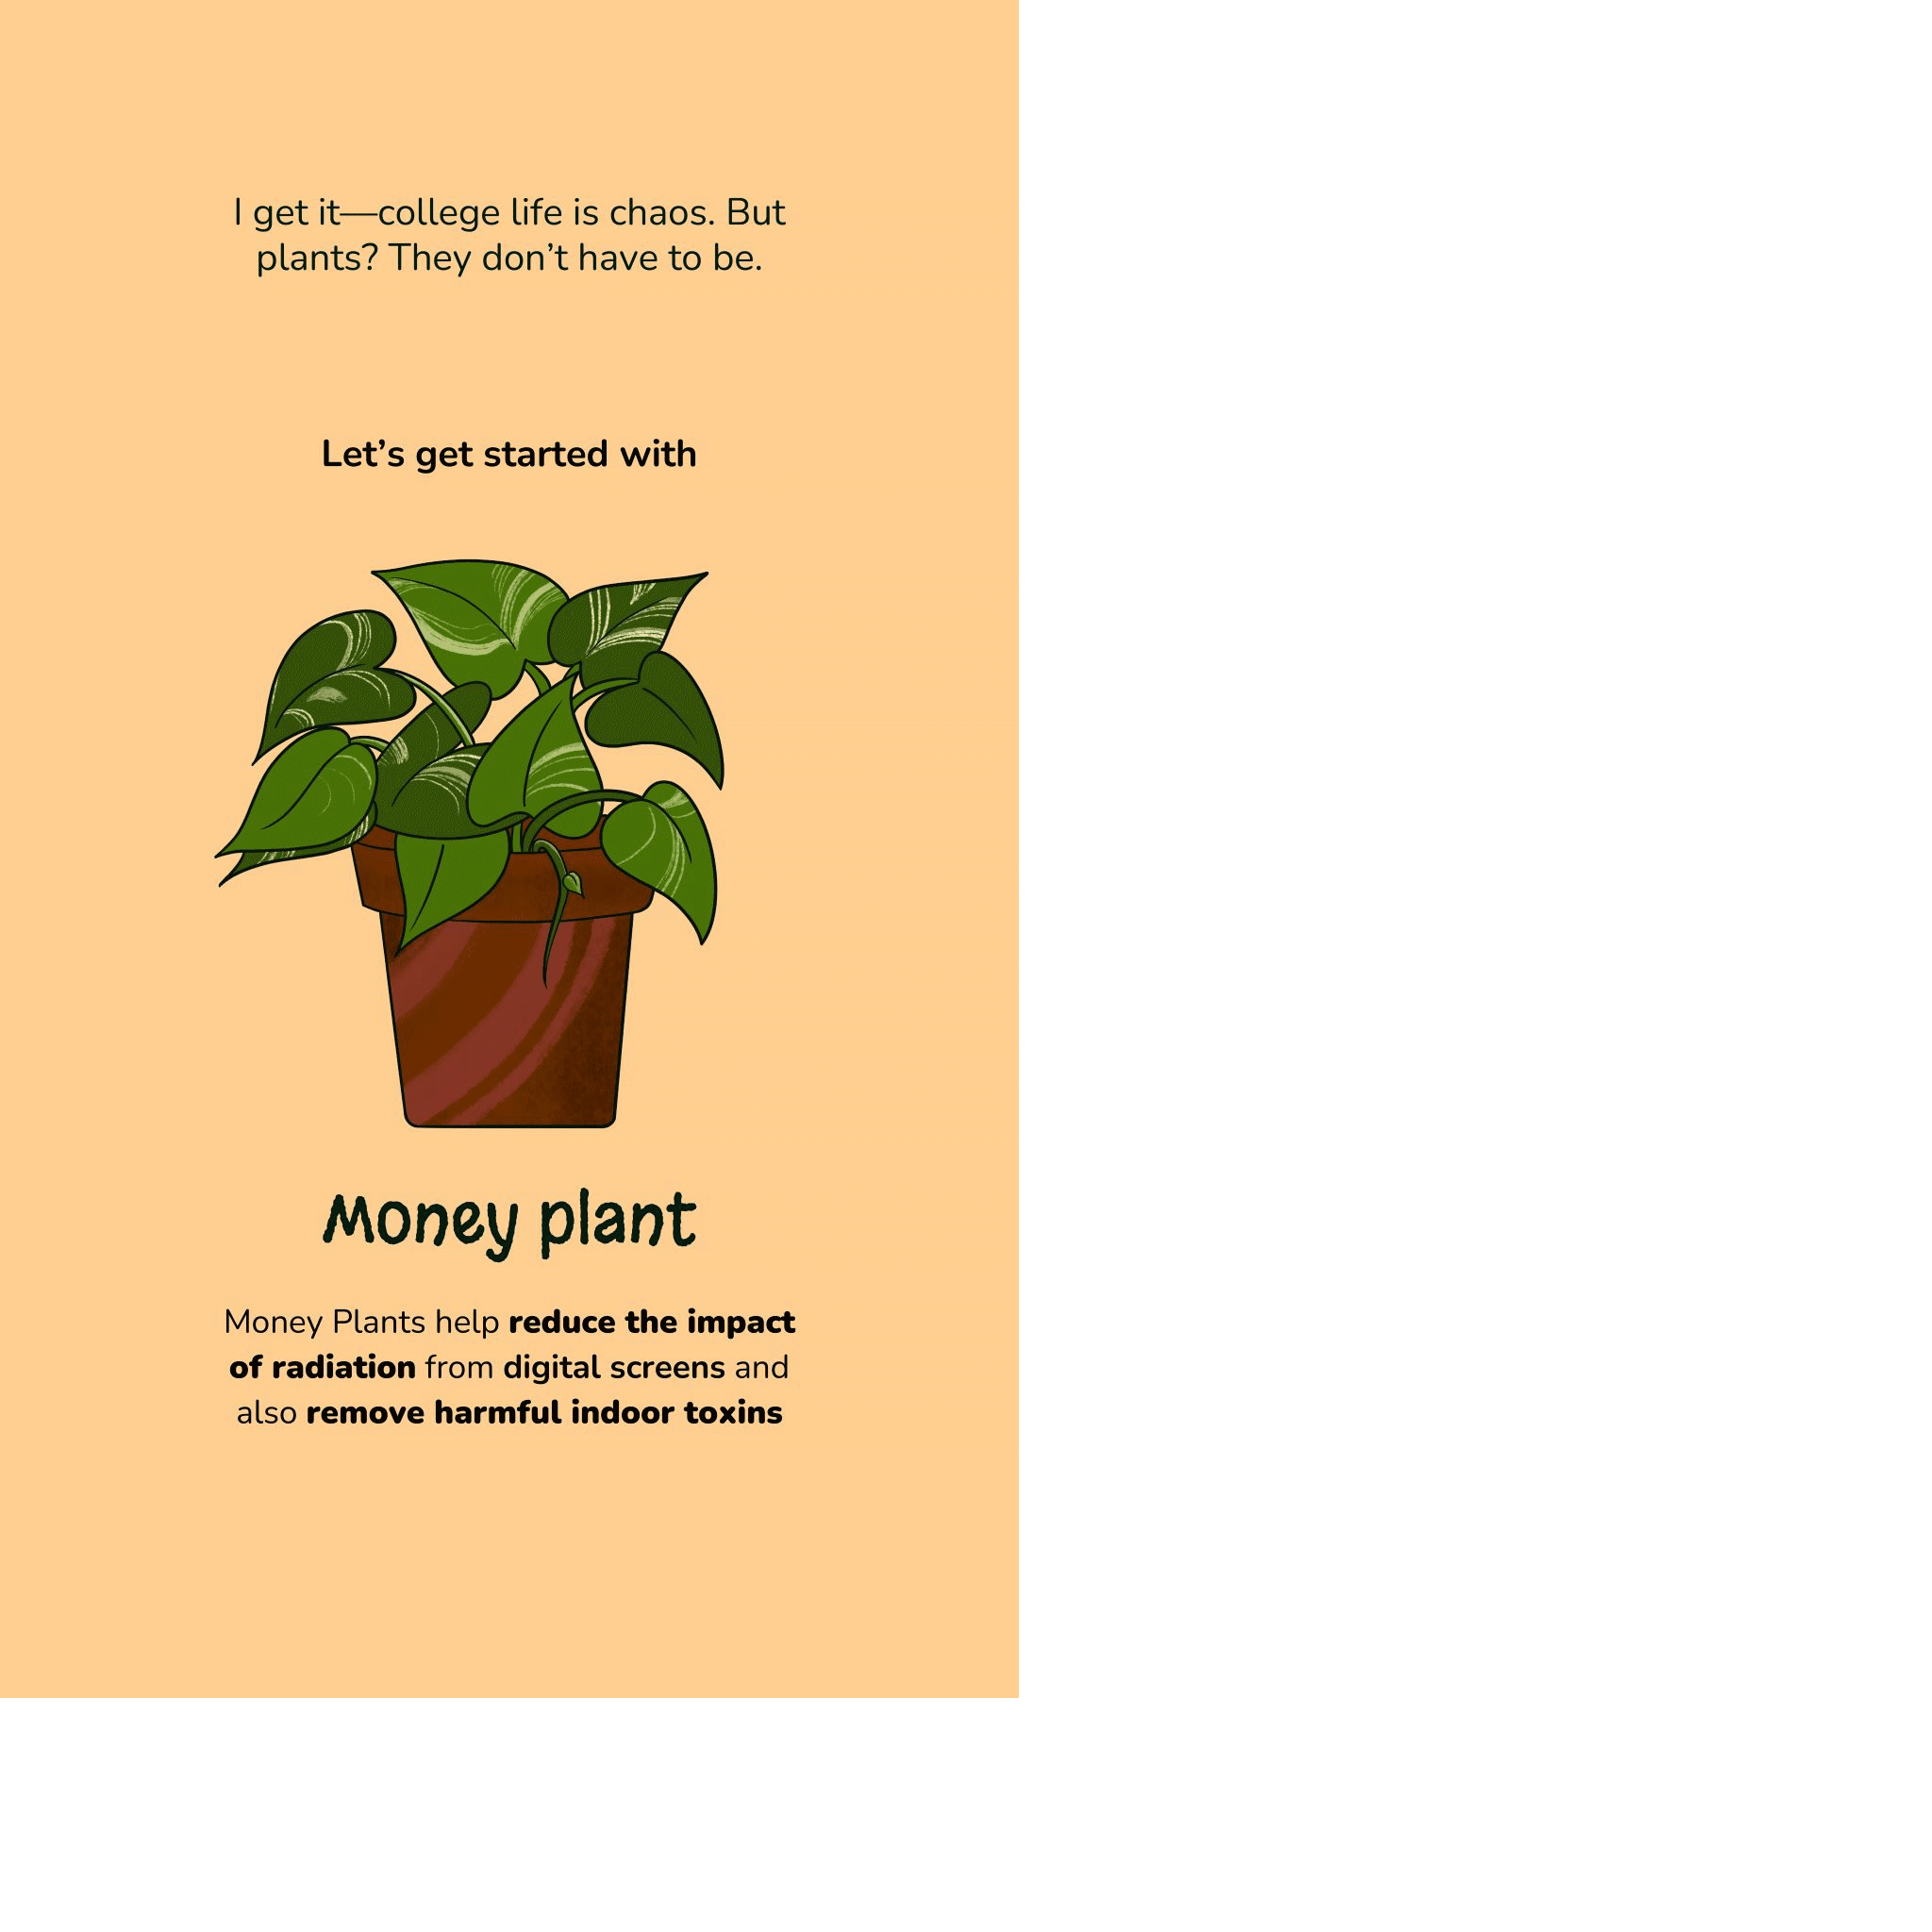 I get it—college life is chaos. But
plants? They don’t have to be.
Let’s get started with
Money plant
Money Plants help reduce the impact
of radiation from digital screens and
also remove harmful indoor toxins